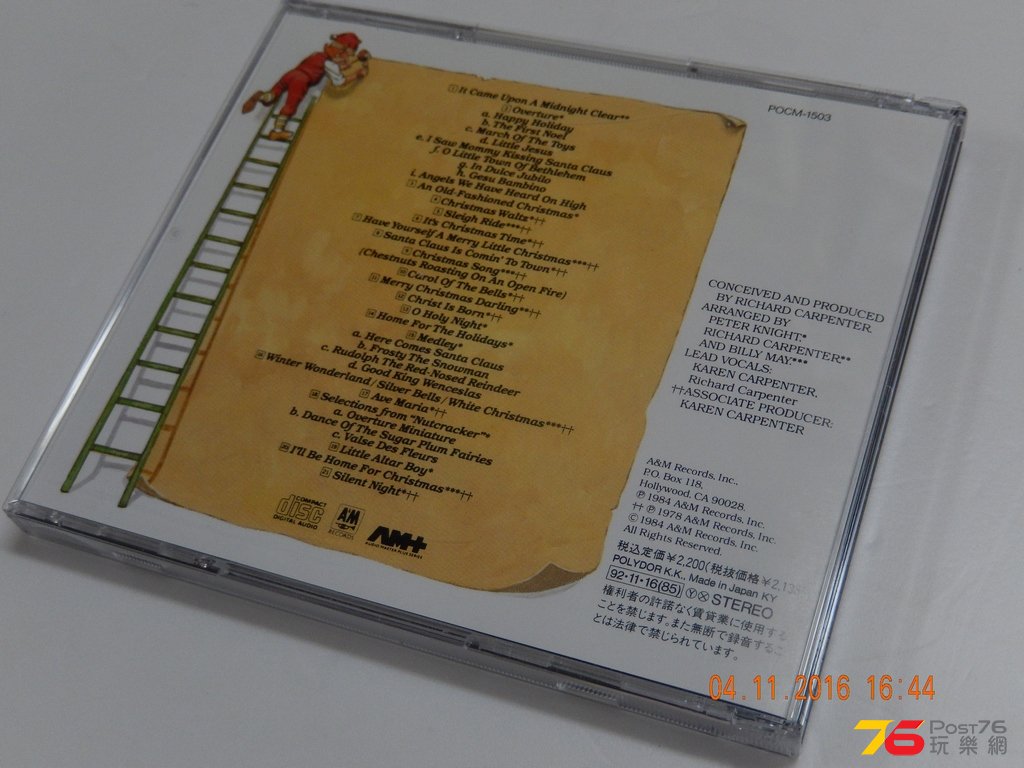 1 It Came Upon A Midnight Clear**
2 Overture*
a. Happy Holiday
b. The First Noel
c. March Of The Toys
d. Little Jesus
e. I Saw Mommy Kissing Santa Claus
f. O Little Town Of Bethlehem
g. In Dulce Jubilo
h. Gesu Bambino
i. Angels We Have Heard On High
3 An Old-Fashioned Christmas*
4 Christmas Waltz*††
5 Sleigh Ride***††
6 It's Christmas Time*††
7 Have Yourself A Merry Little Christmas***††
8 Santa Claus Is Comin' To Town*††
9 Christmas Song***††
(Chestnuts Roasting On An Open Fire)
10 Carol Of The Bells*††
11 Merry Christmas Darling**††
12 Christ Is Born*††
13 O Holy Night*
14 Home For The Holidays*
15 Medley*
a. Here Comes Santa Claus
b. Frosty The Snowman
c. Rudolph The Red-Nosed Reindeer
d. Good King Wenceslas
16 Winter Wonderland/Silver Bells/White Christmas***††
17 Ave Maria*††
18 Selections from "Nutcracker"*
a. Overture Miniature
b. Dance Of The Sugar Plum Fairies
c. Valse Des Fleurs
19 Little Altar Boy*
20 I'll Be Home For Christmas***††
21 Silent Night*††
COMPACT
disc
DIGITAL AUDIO
A&M
RECORDS
AM+
AUDIO MASTER PLUS SERIES
POCM-1503
CONCEIVED AND PRODUCED
BY RICHARD CARPENTER.
ARRANGED BY
PETER KNIGHT,*
RICHARD CARPENTER**
AND BILLY MAY***
LEAD VOCALS:
KAREN CARPENTER,
Richard Carpenter
††ASSOCIATE PRODUCER:
KAREN CARPENTER
A&M Records, Inc.,
P.O. Box 118,
Hollywood, CA 90028.
℗ 1984 A&M Records, Inc.
†† ℗ 1978 A&M Records, Inc.
© 1984 A&M Records, Inc.
All Rights Reserved.
税込定価¥2,200(税抜価格¥2,13
POLYDOR K.K., Made in Japan KY
92・11・16(85) Ⓨ Ⓧ STEREO
権利者の許諾なく賃貸業に使用する
ことを禁じます。また無断で録音するこ
とは法律で禁じられています。
04.11.2016 16:44
76 POST76
玩樂網